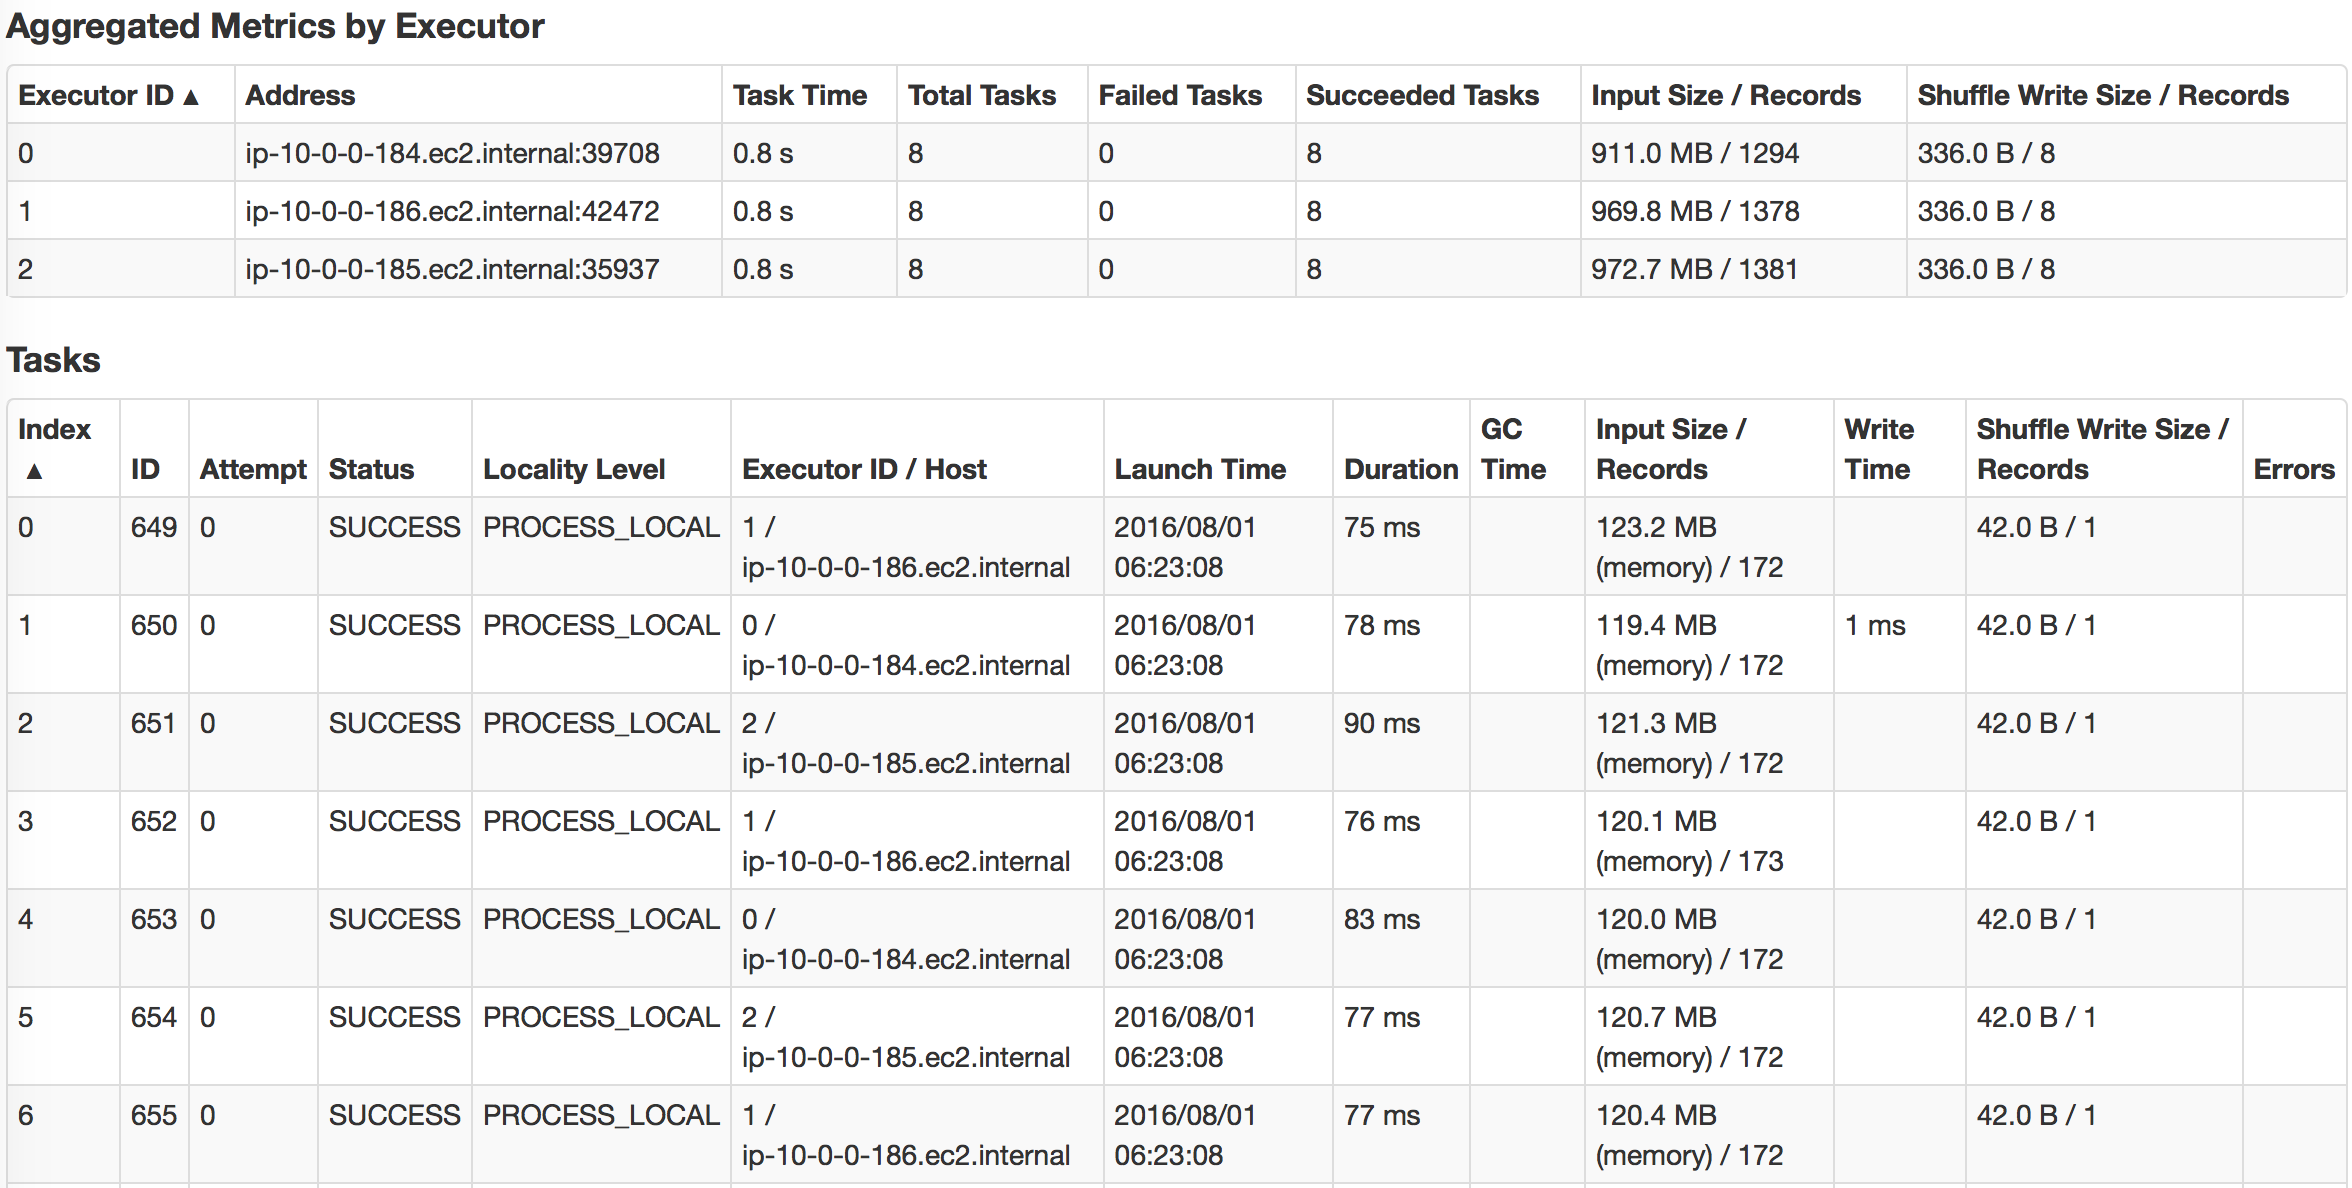 Aggregated Metrics by Executor
Executor ID ▲ Address Task Time Total Tasks Failed Tasks Succeeded Tasks Input Size / Records Shuffle Write Size / Records
0 ip-10-0-0-184.ec2.internal:39708 0.8 s 8 0 8 911.0 MB / 1294 336.0 B / 8
1 ip-10-0-0-186.ec2.internal:42472 0.8 s 8 0 8 969.8 MB / 1378 336.0 B / 8
2 ip-10-0-0-185.ec2.internal:35937 0.8 s 8 0 8 972.7 MB / 1381 336.0 B / 8
Tasks
Index GC Input Size / Write Shuffle Write Size /
▲ ID Attempt Status Locality Level Executor ID / Host Launch Time Duration Time Records Time Records Errors
0 649 0 SUCCESS PROCESS_LOCAL 1 / 2016/08/01 75 ms 123.2 MB 42.0 B / 1
ip-10-0-0-186.ec2.internal 06:23:08 (memory) / 172
1 650 0 SUCCESS PROCESS_LOCAL 0 / 2016/08/01 78 ms 119.4 MB 1 ms 42.0 B / 1
ip-10-0-0-184.ec2.internal 06:23:08 (memory) / 172
2 651 0 SUCCESS PROCESS_LOCAL 2 / 2016/08/01 90 ms 121.3 MB 42.0 B / 1
ip-10-0-0-185.ec2.internal 06:23:08 (memory) / 172
3 652 0 SUCCESS PROCESS_LOCAL 1 / 2016/08/01 76 ms 120.1 MB 42.0 B / 1
ip-10-0-0-186.ec2.internal 06:23:08 (memory) / 173
4 653 0 SUCCESS PROCESS_LOCAL 0 / 2016/08/01 83 ms 120.0 MB 42.0 B / 1
ip-10-0-0-184.ec2.internal 06:23:08 (memory) / 172
5 654 0 SUCCESS PROCESS_LOCAL 2 / 2016/08/01 77 ms 120.7 MB 42.0 B / 1
ip-10-0-0-185.ec2.internal 06:23:08 (memory) / 172
6 655 0 SUCCESS PROCESS_LOCAL 1 / 2016/08/01 77 ms 120.4 MB 42.0 B / 1
ip-10-0-0-186.ec2.internal 06:23:08 (memory) / 172